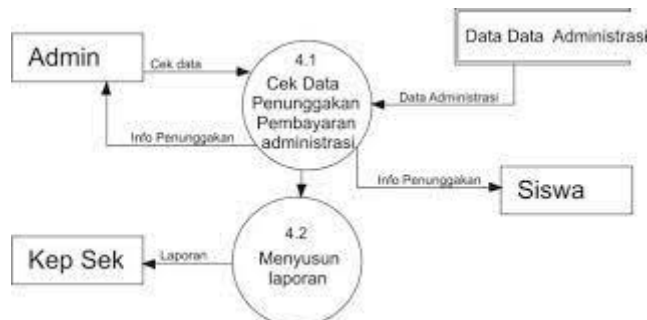 Admin
Cek data
4.1
Cek Data
Penunggakan
Pembayaran
administrasi
Data Data Administrasi
Data Administrasi
Info Penunggakan
Info Penunggakan
Siswa
4.2
Menyusun
laporan
Kep Sek
Laporan